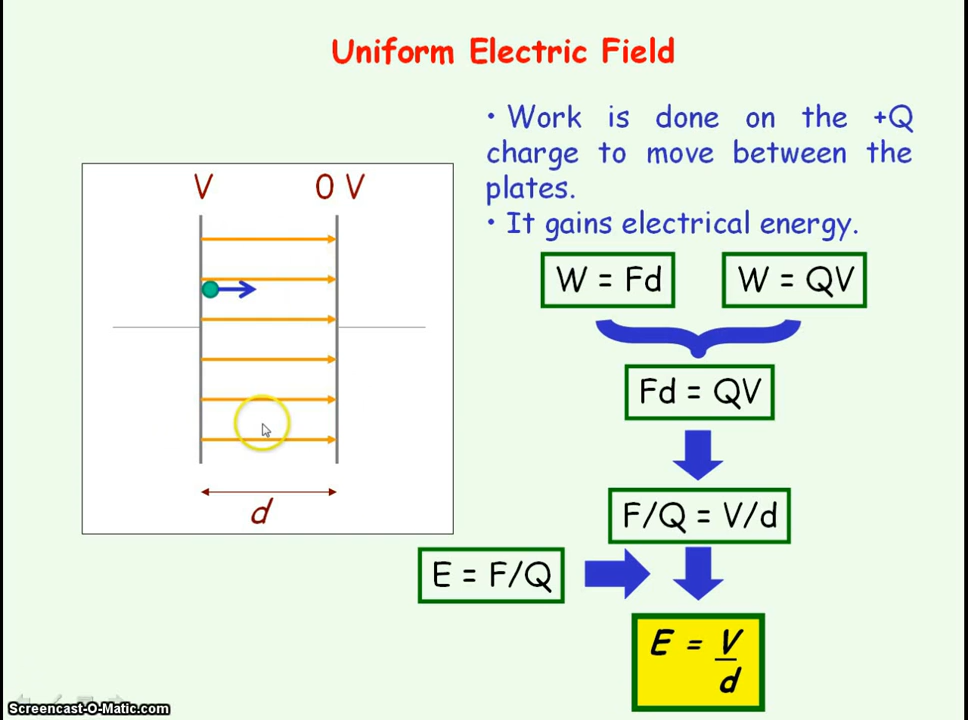 Uniform Electric Field
• Work is done on the +Q
charge to move between the
plates.
• It gains electrical energy.
V
0 V
d
W = Fd
W = QV
Fd = QV
F/Q = V/d
E = F/Q
E = V
d
Screencast-O-Matic.com